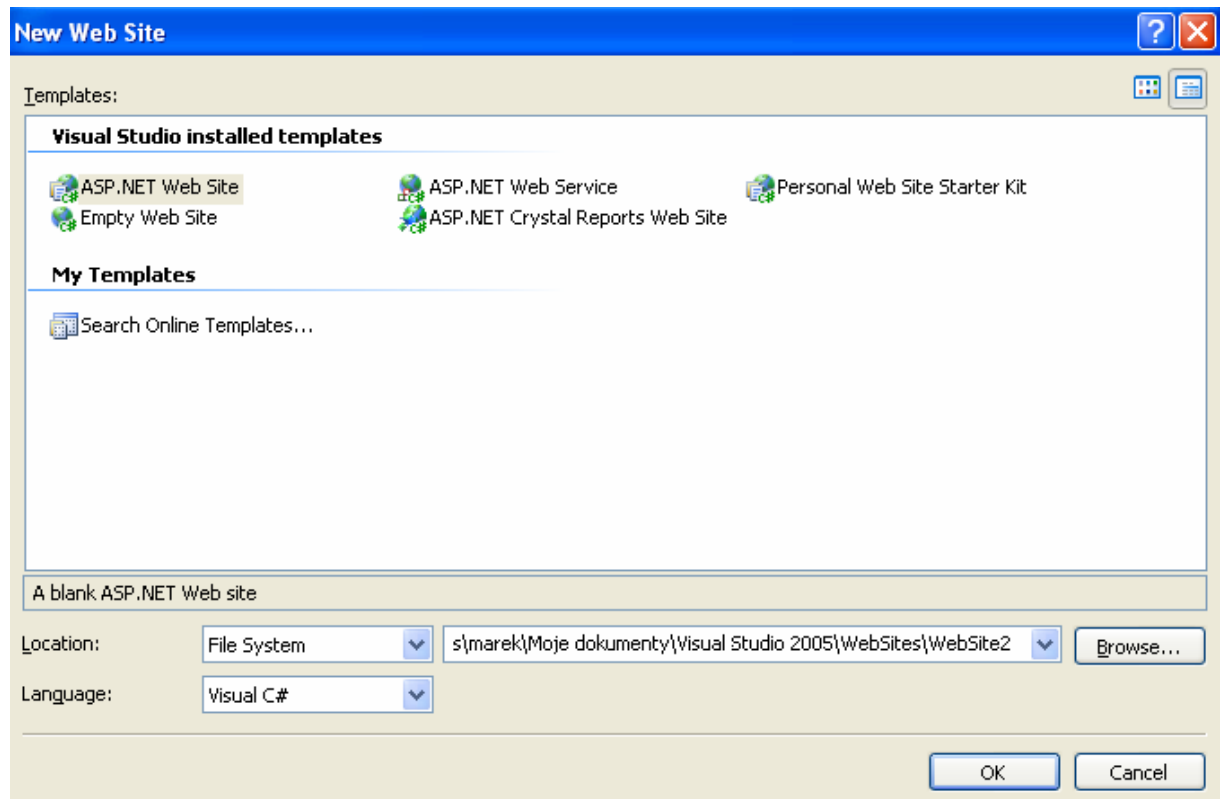 New Web Site
Templates:
Visual Studio installed templates
ASP.NET Web Site ASP.NET Web Service Personal Web Site Starter Kit
Empty Web Site ASP.NET Crystal Reports Web Site
My Templates
Search Online Templates...
A blank ASP.NET Web site
Location: File System s\marek\Moje dokumenty\Visual Studio 2005\WebSites\WebSite2 Browse...
Language: Visual C#
OK Cancel